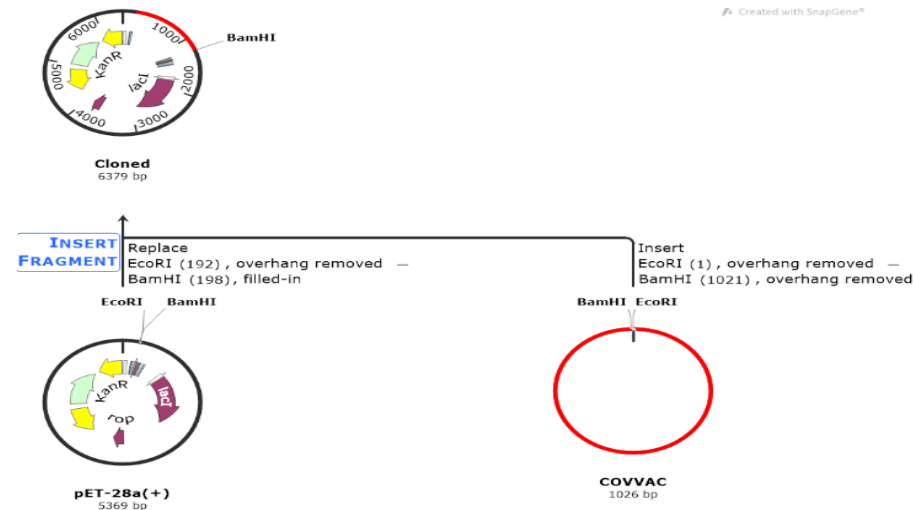 Created with SnapGene®
6000
1000
BamHI
5000
KanR
lacI
2000
4000
3000
Cloned
6379 bp
INSERT
FRAGMENT
Replace
EcoRI (192) , overhang removed —
BamHI (198), filled-in
Insert
EcoRI (1) , overhang removed —
BamHI (1021) , overhang removed
EcoRI BamHI
BamHI EcoRI
KanR
lacI
rop
pET-28a(+)
5369 bp
COVVAC
1026 bp